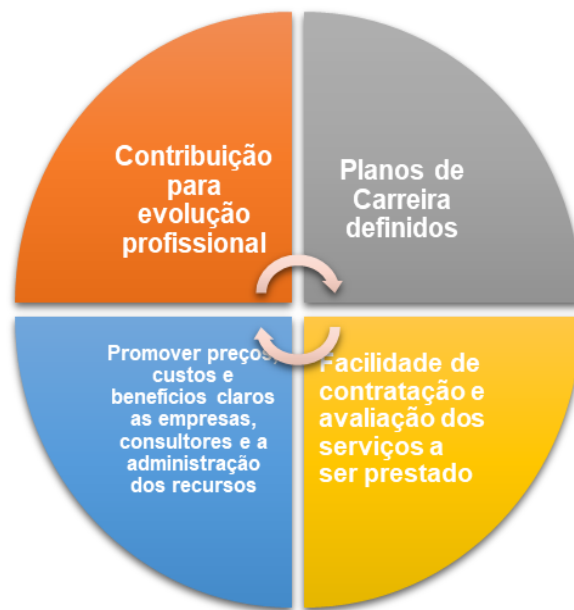 Contribuição
para
evolução
profissional
Planos de
Carreira
definidos
Promover preços,
custos e
benefícios claros
as empresas,
consultores e a
administração
dos recursos
Facilidade de
contratação e
avaliação dos
serviços a
ser prestado